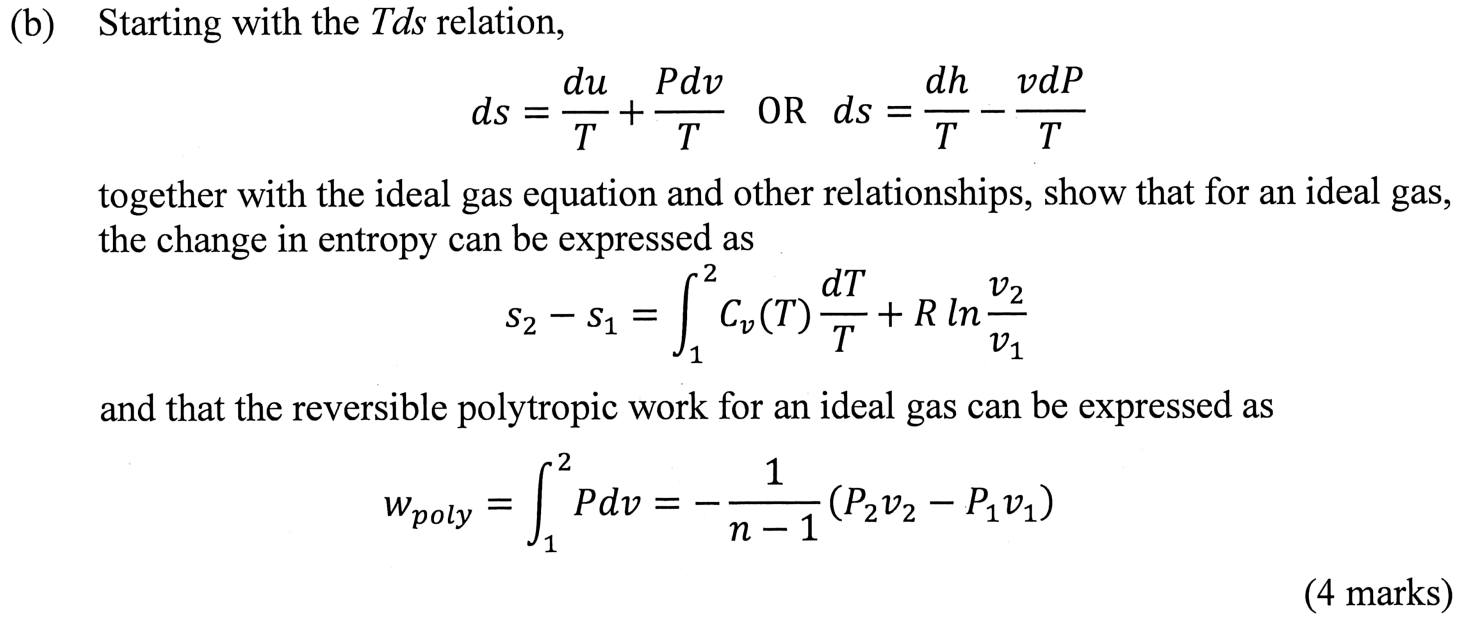 (b) Starting with the Tds relation,
ds = du/T + Pdv/T OR ds = dh/T − vdP/T
together with the ideal gas equation and other relationships, show that for an ideal gas,
the change in entropy can be expressed as
s₂ − s₁ = ∫₁² Cᵥ(T) dT/T + R ln v₂/v₁
and that the reversible polytropic work for an ideal gas can be expressed as
w_poly = ∫₁² Pdv = − 1/(n − 1) (P₂v₂ − P₁v₁)
(4 marks)